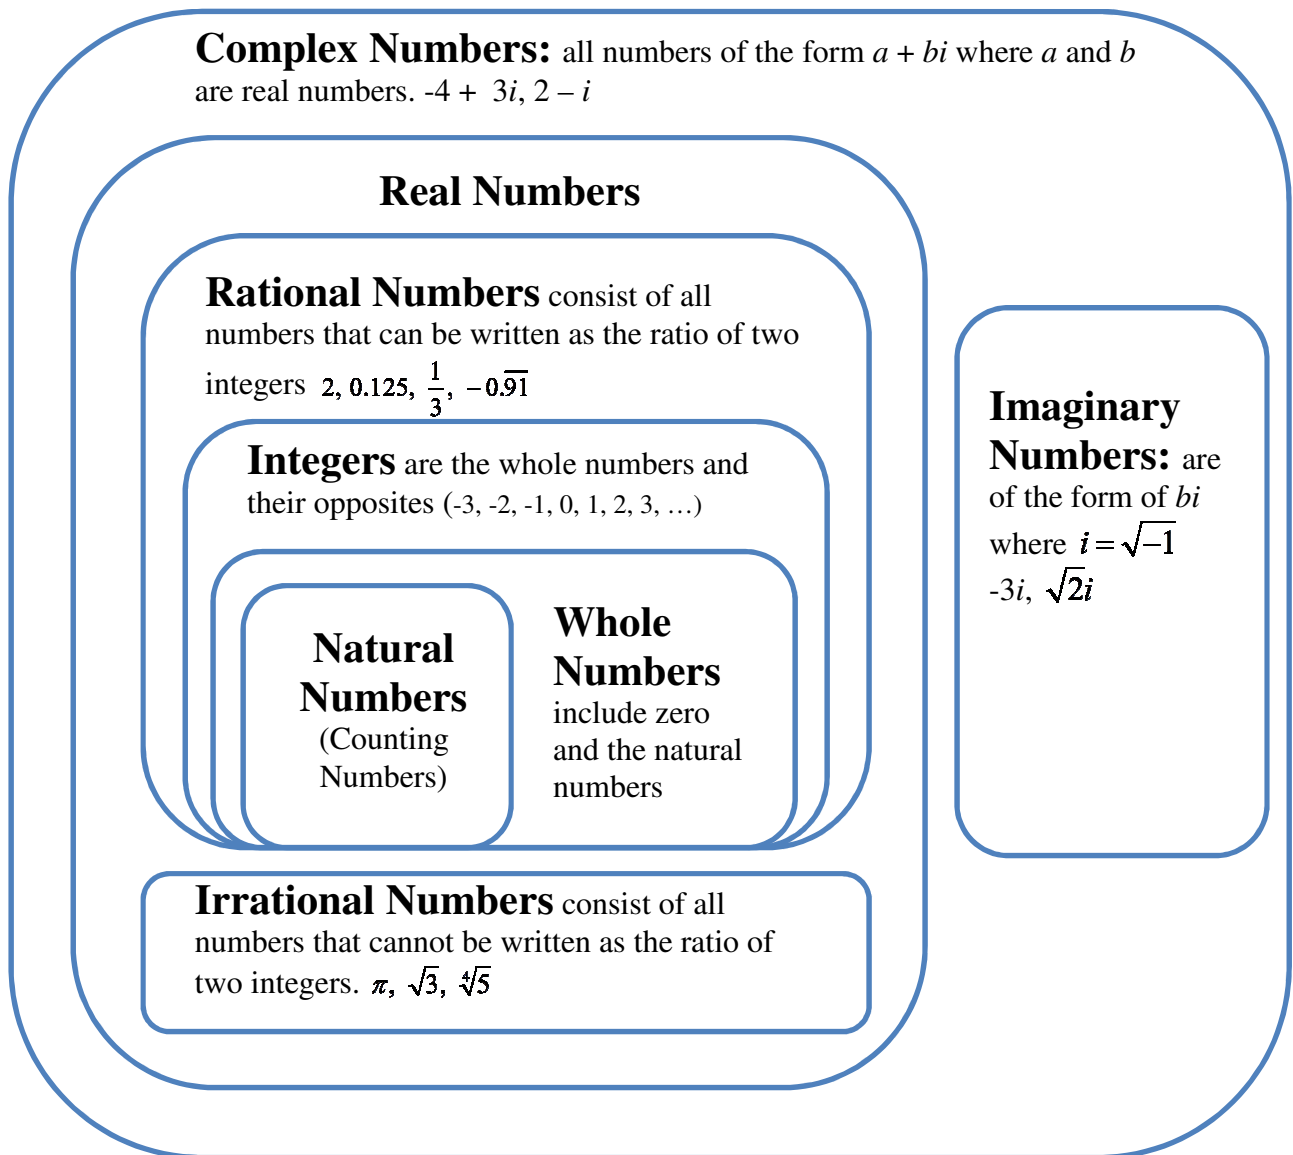 Complex Numbers: all numbers of the form a + bi where a and b
are real numbers. -4 + 3i, 2 – i
Real Numbers
Rational Numbers consist of all
numbers that can be written as the ratio of two
integers 2, 0.125, 1/3, −0.9̅1̅
Integers are the whole numbers and
their opposites (-3, -2, -1, 0, 1, 2, 3, …)
Natural
Numbers
(Counting
Numbers)
Whole
Numbers
include zero
and the natural
numbers
Irrational Numbers consist of all
numbers that cannot be written as the ratio of
two integers. π, √3, ∜5
Imaginary
Numbers: are
of the form of bi
where i = √−1
-3i, √2i